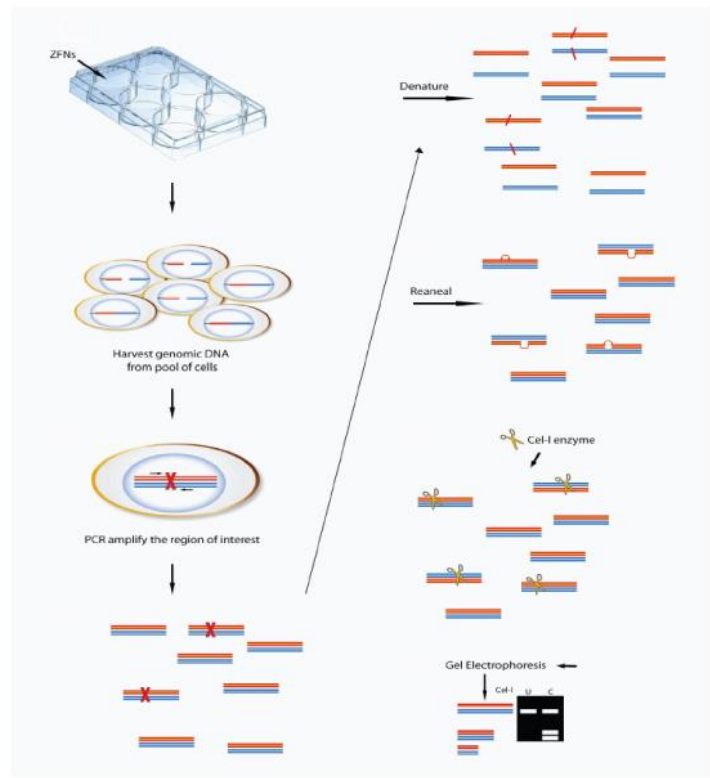 ZFNs
Harvest genomic DNA
from pool of cells
PCR amplify the region of interest
Denature
Reaneal
Cel-I enzyme
Gel Electrophoresis
Cel-I
U C